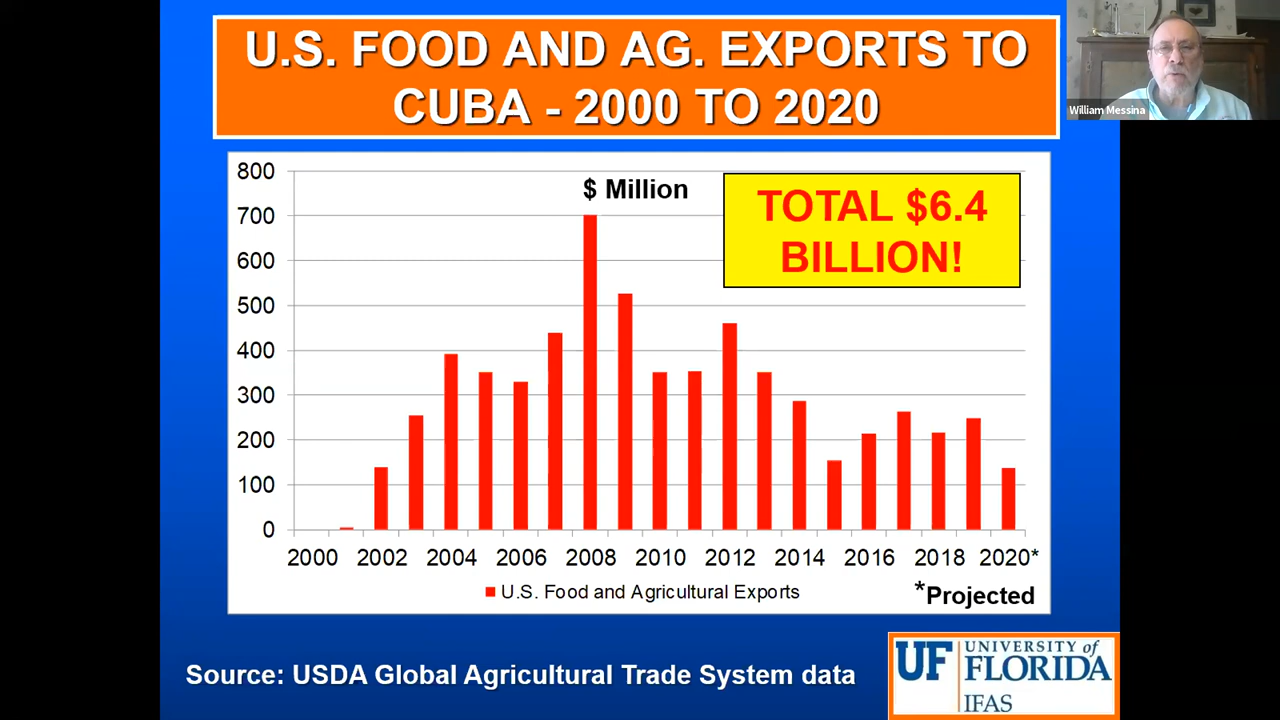 U.S. FOOD AND AG. EXPORTS TO
CUBA - 2000 TO 2020
William Messina
$ Million
TOTAL $6.4
BILLION!
800
700
600
500
400
300
200
100
0
2000 2002 2004 2006 2008 2010 2012 2014 2016 2018 2020*
U.S. Food and Agricultural Exports
*Projected
Source: USDA Global Agricultural Trade System data
UF UNIVERSITY of
FLORIDA
IFAS